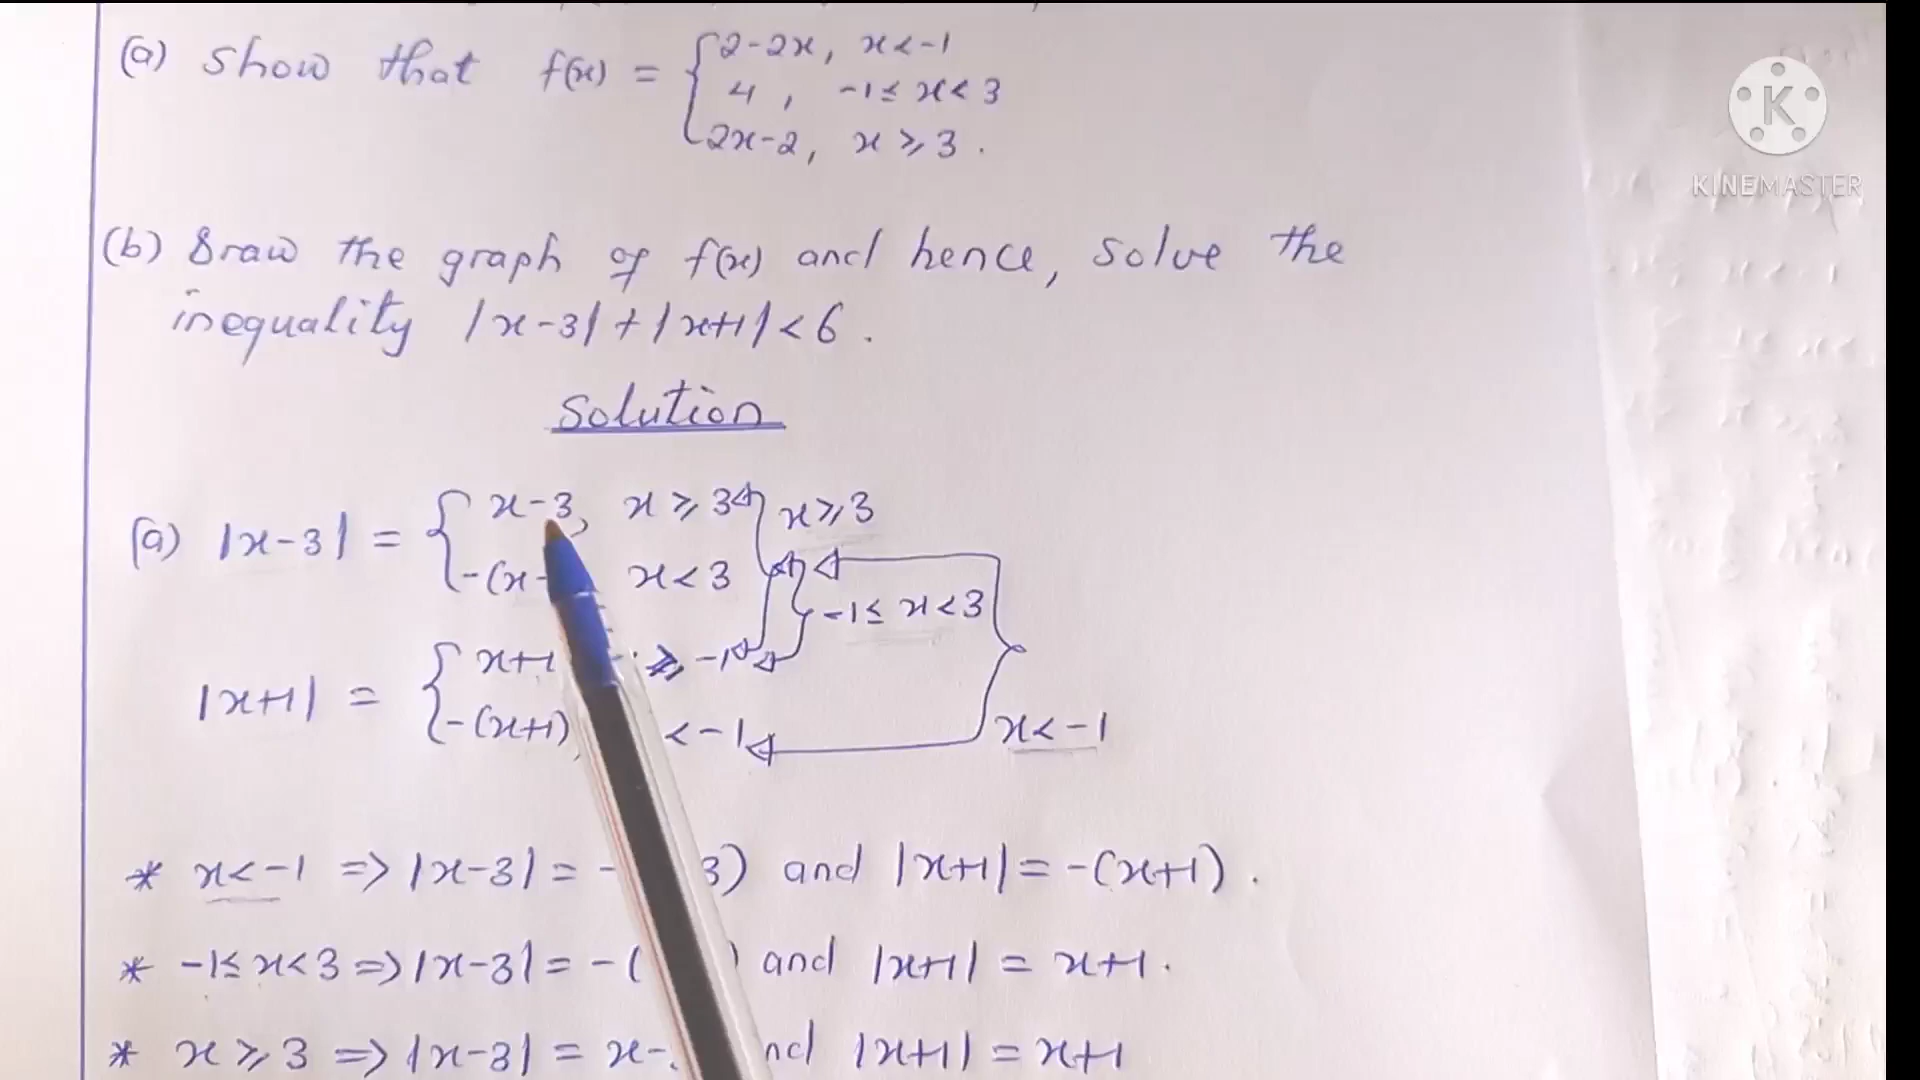 (a) Show that f(x) = { 2-2x, x < -1
4, -1 ≤ x < 3
2x-2, x ≥ 3.
K
KINEMASTER
(b) Draw the graph of f(x) and hence, solve the
inequality |x-3| + |x+1| < 6.
Solution
(a) |x-3| = { x-3, x ≥ 3 x ≥ 3
-(x- x < 3
-1 ≤ x < 3
|x+1| = { x+1 ≥ -1
-(x+1) < -1 x < -1
* x < -1 => |x-3| = - 3) and |x+1| = -(x+1).
* -1 ≤ x < 3 => |x-3| = -( ) and |x+1| = x+1.
* x ≥ 3 => |x-3| = x- nd |x+1| = x+1